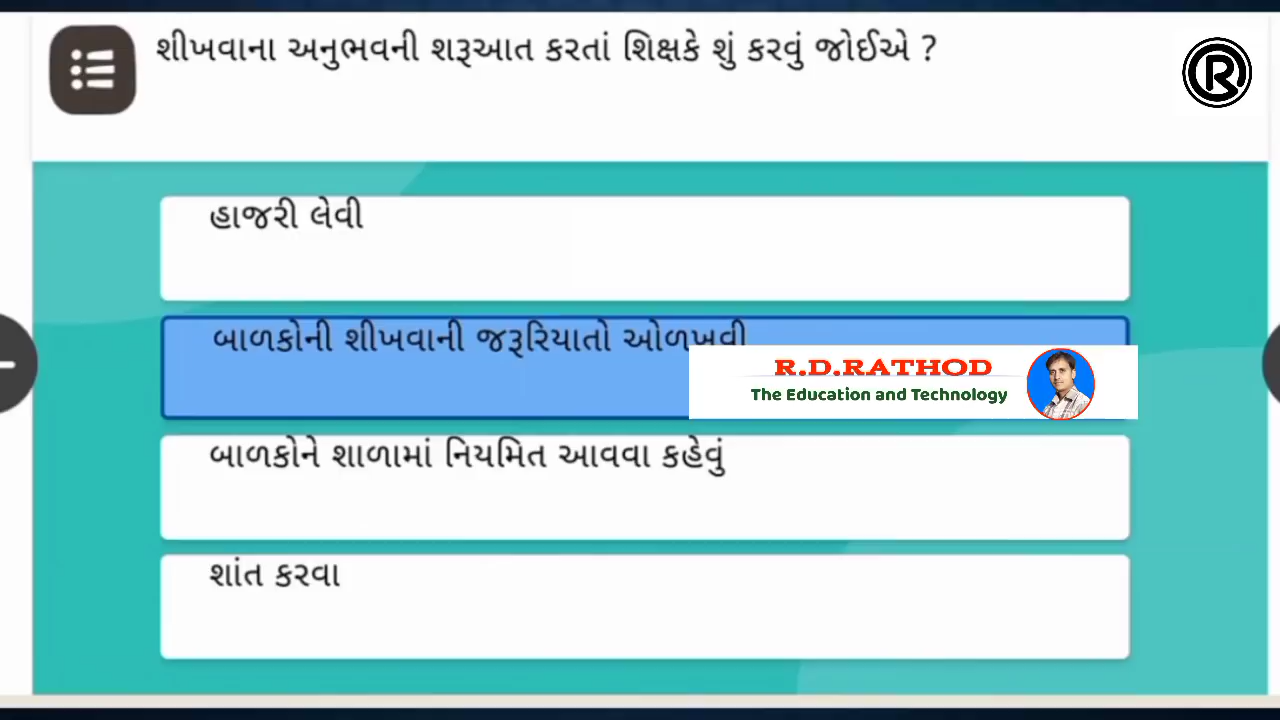 શીખવાના અનુભવની શરૂઆત કરતાં શિક્ષકે શું કરવું જોઈએ ?
R
હાજરી લેવી
બાળકોની શીખવાની જરૂરિયાતો ઓળખવી
R.D.RATHOD
The Education and Technology
બાળકોને શાળામાં નિયમિત આવવા કહેવું
શાંત કરવા